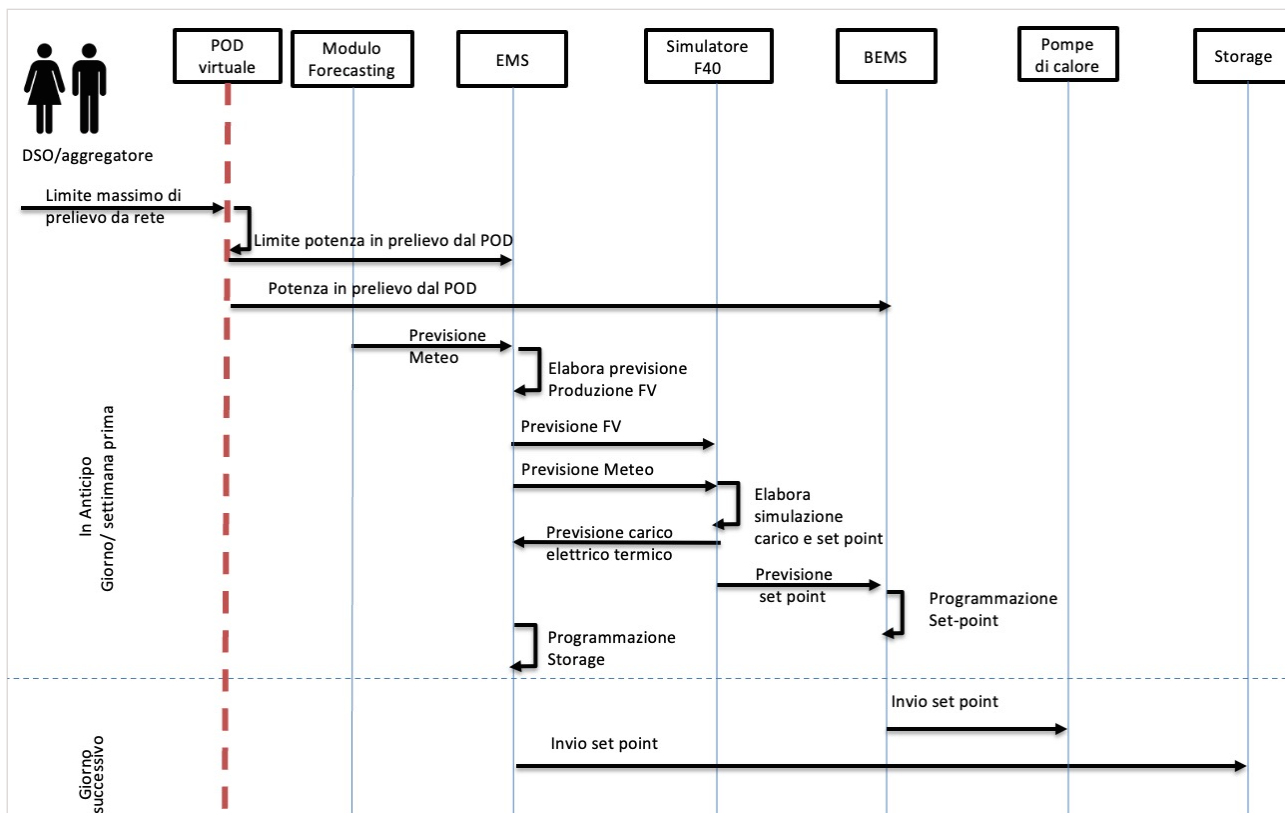 POD
virtuale
Modulo
Forecasting
EMS
Simulatore
F40
BEMS
Pompe
di calore
Storage
DSO/aggregatore
Limite massimo di
prelievo da rete
Limite potenza in prelievo dal POD
Potenza in prelievo dal POD
Previsione
Meteo
Elabora previsione
Produzione FV
Previsione FV
Previsione Meteo
Elabora
simulazione
carico e set point
Previsione carico
elettrico termico
Previsione
set point
Programmazione
Set-point
Programmazione
Storage
In Anticipo
Giorno/ settimana prima
Invio set point
Invio set point
Giorno
successivo